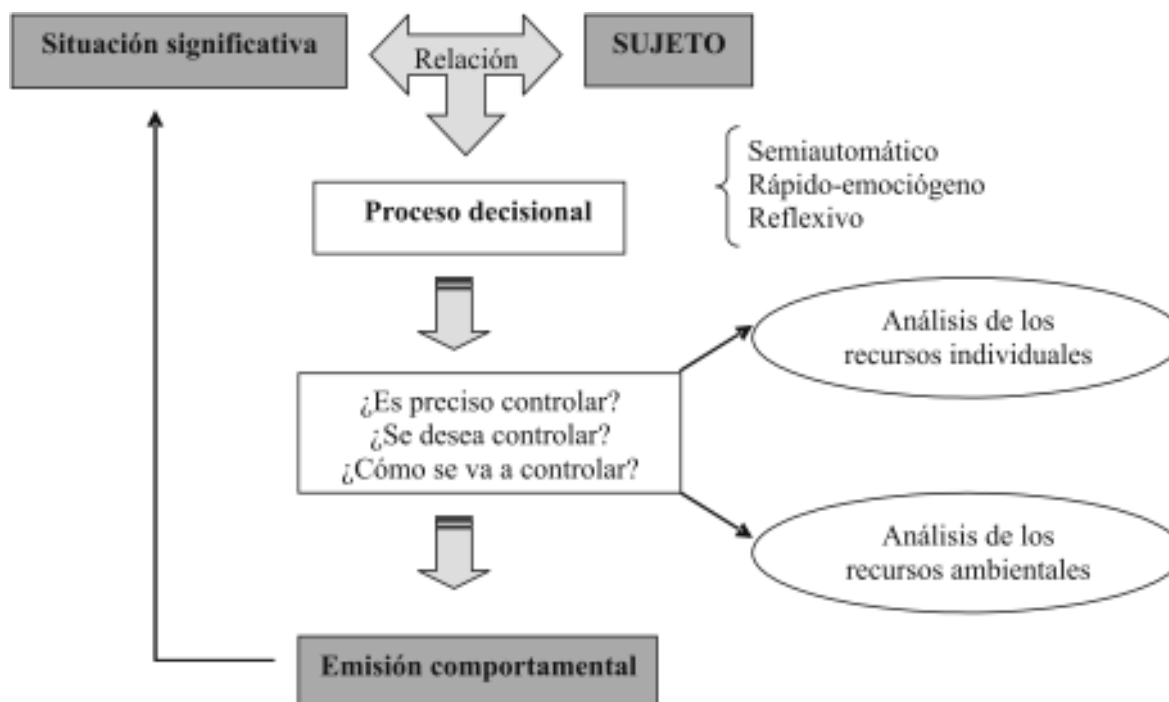 Situación significativa
Relación
SUJETO
Semiautomático
Rápido-emociógeno
Reflexivo
Proceso decisional
¿Es preciso controlar?
¿Se desea controlar?
¿Cómo se va a controlar?
Análisis de los
recursos individuales
Análisis de los
recursos ambientales
Emisión comportamental